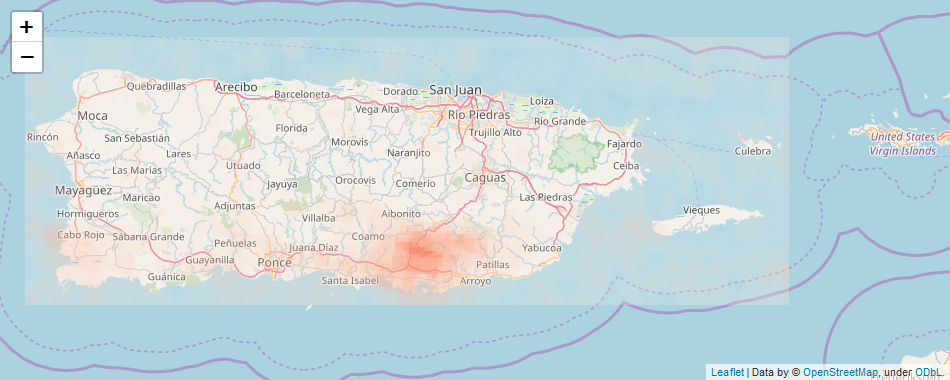 +
−
Quebradillas
Arecibo
Barceloneta
Dorado
San Juan
Loíza
Moca
Vega Alta
Río Piedras
Río Grande
Rincón
San Sebastián
Florida
Morovis
Trujillo Alto
Fajardo
Culebra
United States
Virgin Islands
Añasco
Lares
Utuado
Naranjito
Ceiba
Las Marías
Mayagüez
Maricao
Jayuya
Orocovis
Comerío
Caguas
Las Piedras
Hormigueros
Adjuntas
Villalba
Aibonito
Vieques
Cabo Rojo
Sábana Grande
Peñuelas
Juana Díaz
Coamo
Yabucoa
Guayanilla
Ponce
Patillas
Guánica
Santa Isabel
Arroyo
Leaflet | Data by © OpenStreetMap, under ODbL.